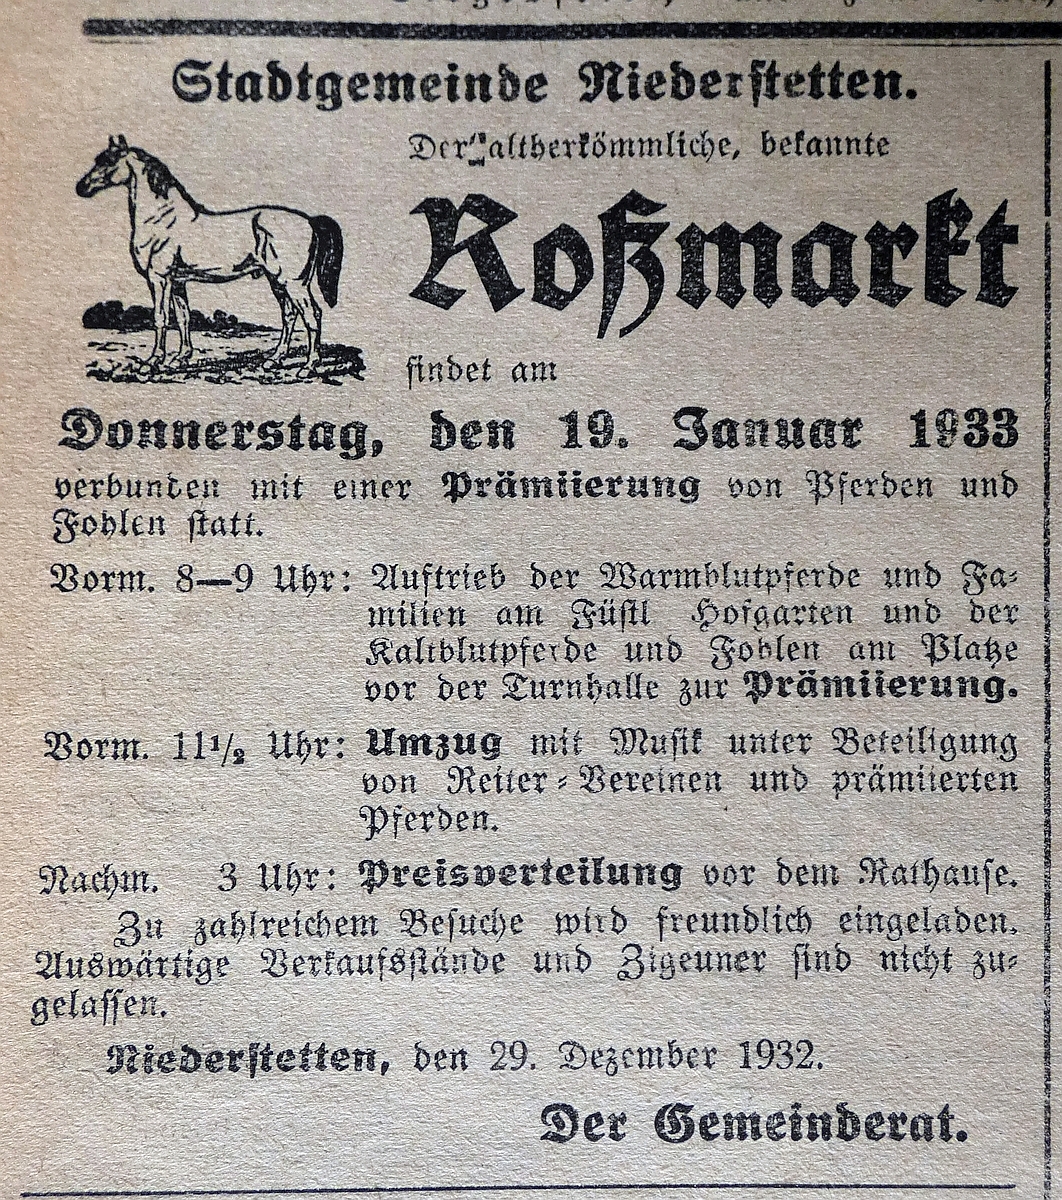 Stadtgemeinde Niederstetten.
Der altherkömmliche, bekannte
Roßmarkt
findet am
Donnerstag, den 19. Januar 1933
verbunden mit einer Prämiierung von Pferden und
Fohlen statt.
Vorm. 8—9 Uhr: Auftrieb der Warmblutpferde und Fa-
milien am Füstl Hofgarten und der
Kaltblutpferde und Fohlen am Platze
vor der Turnhalle zur Prämiierung.
Vorm. 11½ Uhr: Umzug mit Musik unter Beteiligung
von Reiter-Vereinen und prämiierten
Pferden.
Nachm. 3 Uhr: Preisverteilung vor dem Rathause.
Zu zahlreichem Besuche wird freundlich eingeladen.
Auswärtige Verkaufsstände und Zigeuner sind nicht zu-
gelassen.
Niederstetten, den 29. Dezember 1932.
Der Gemeinderat.